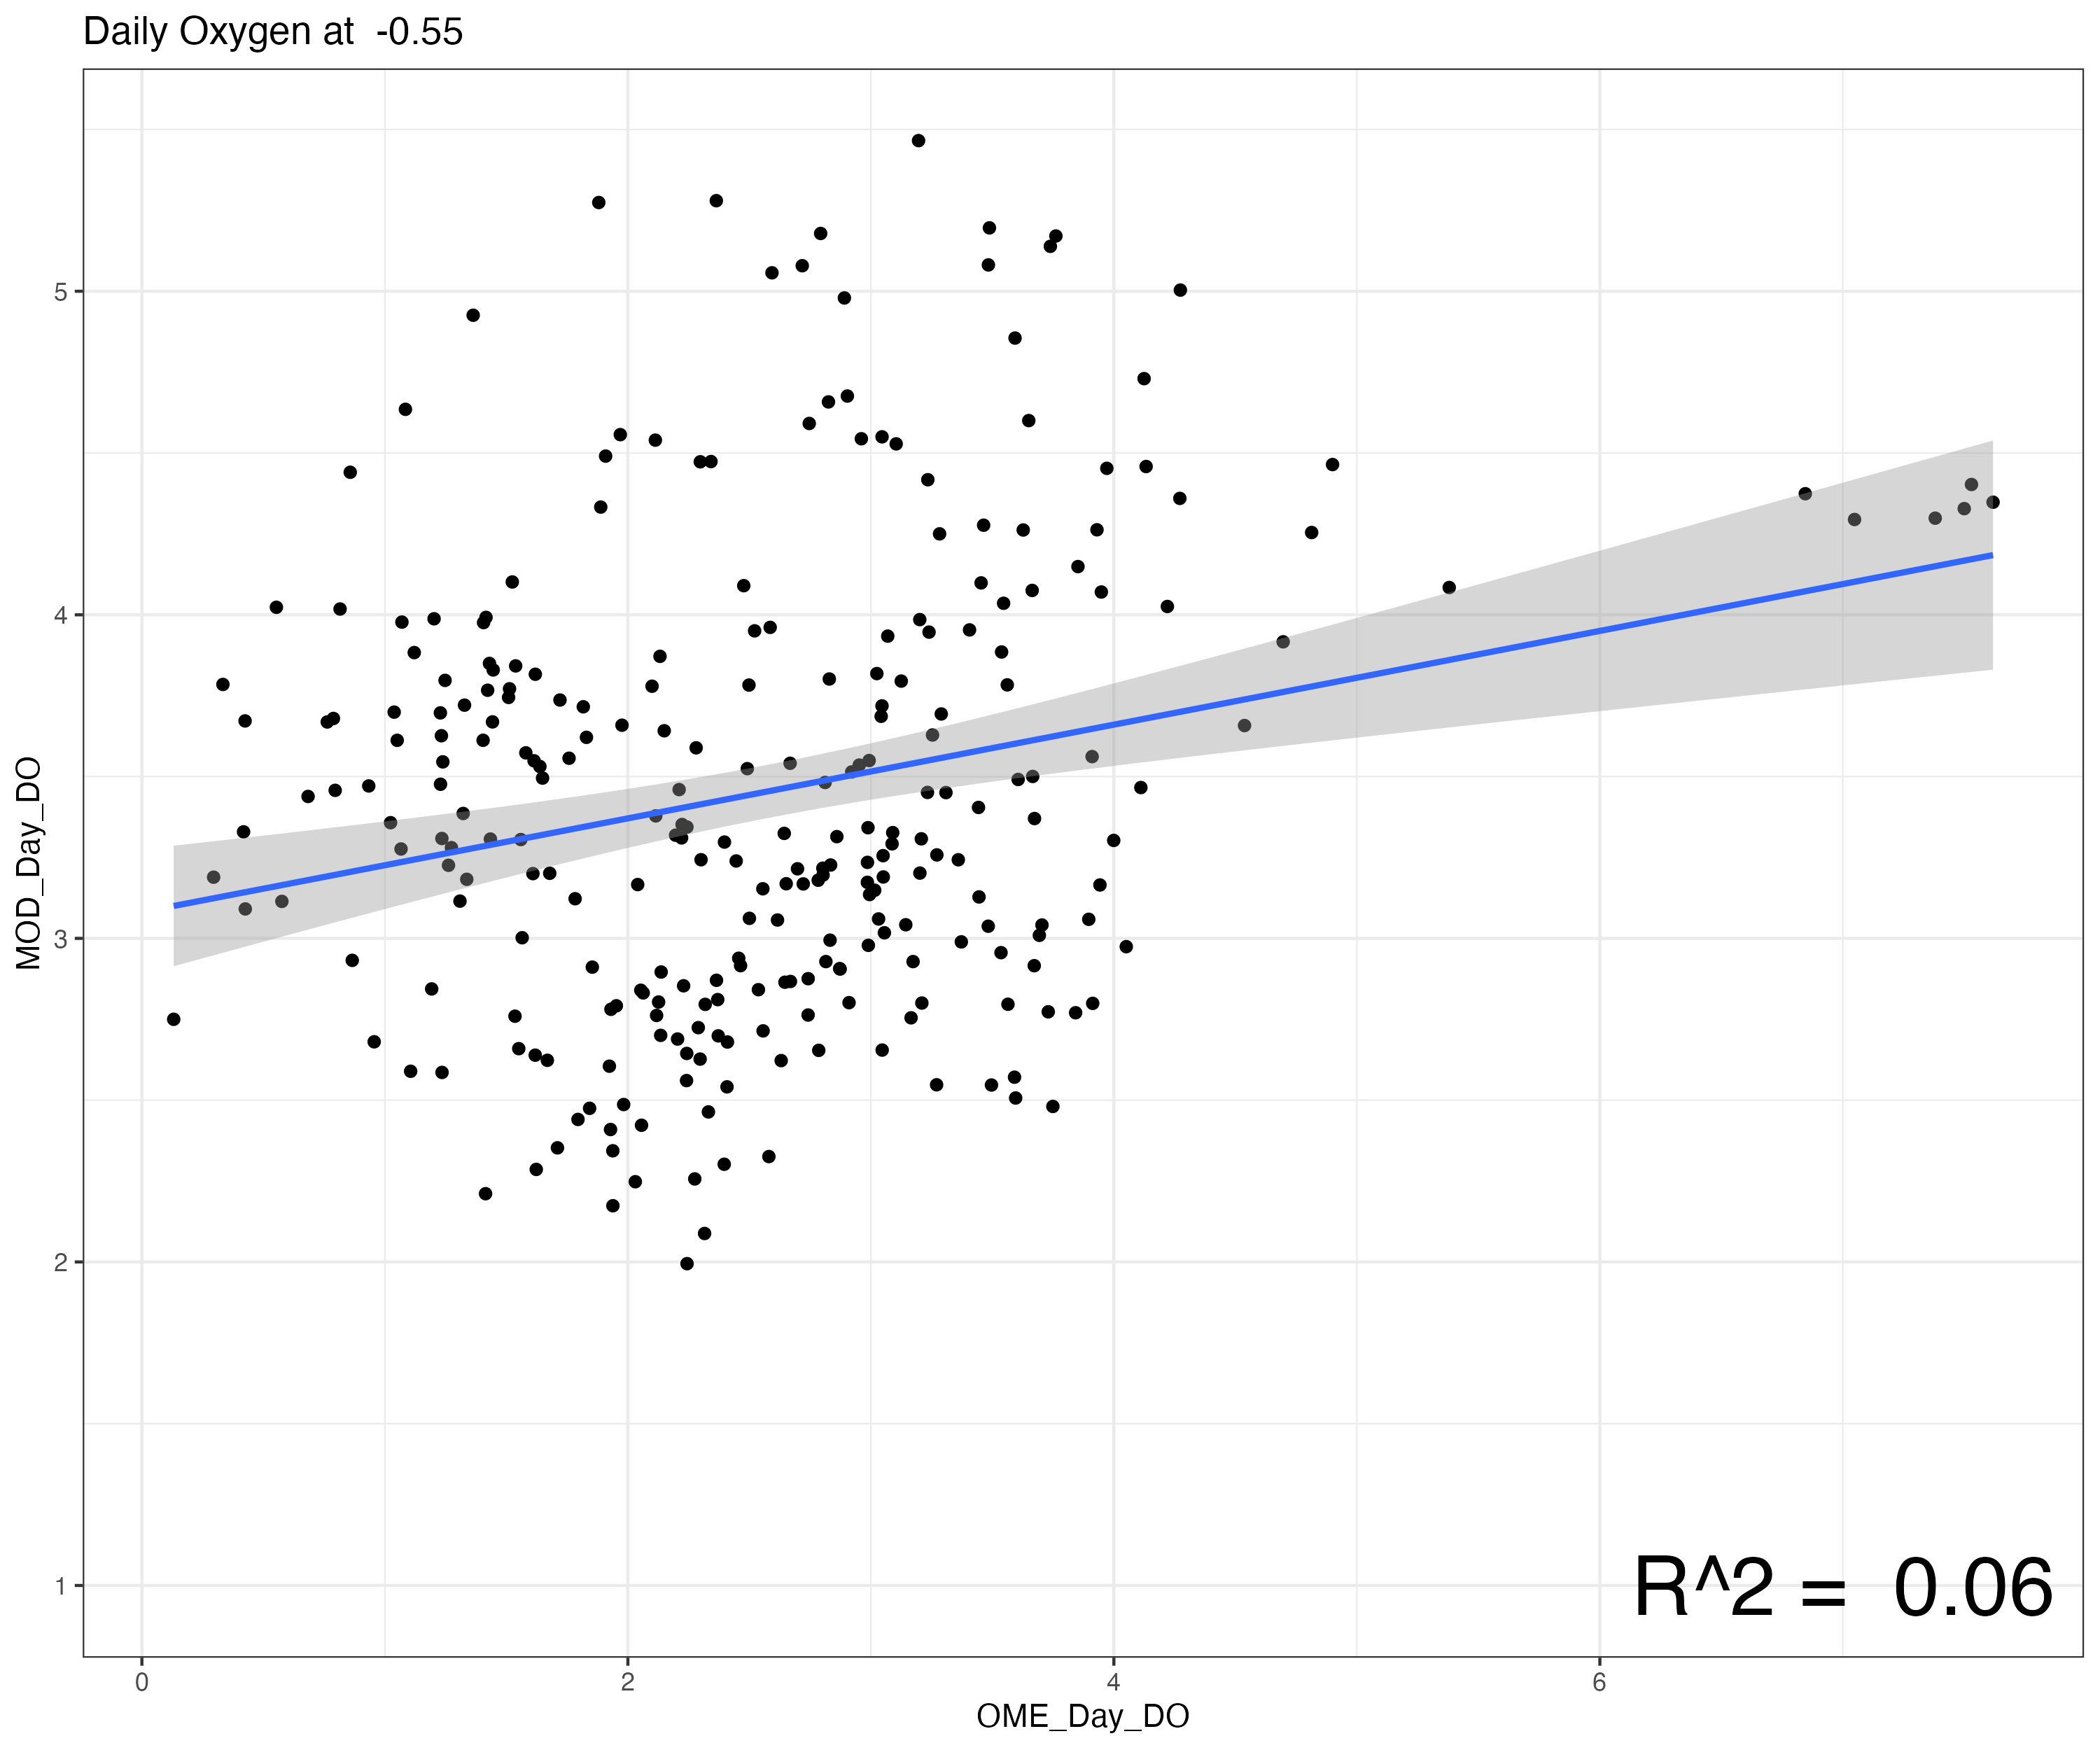 Daily Oxygen at  -0.55
5
4
3
2
1
MOD_Day_DO
R^2 =  0.06
0 2 4 6
OME_Day_DO